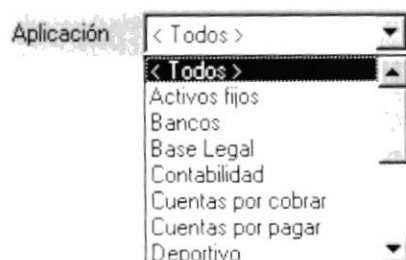 Aplicación < Todos >
< Todos >
Activos fijos
Bancos
Base Legal
Contabilidad
Cuentas por cobrar
Cuentas por pagar
Deportivo